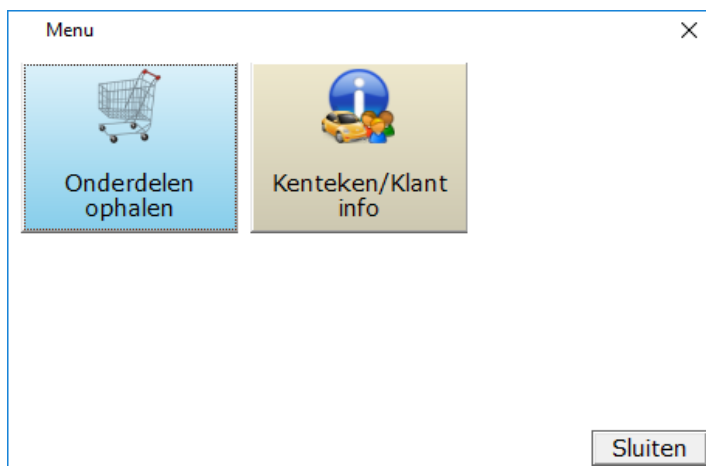 Menu
Onderdelen
ophalen
Kenteken/Klant
info
Sluiten